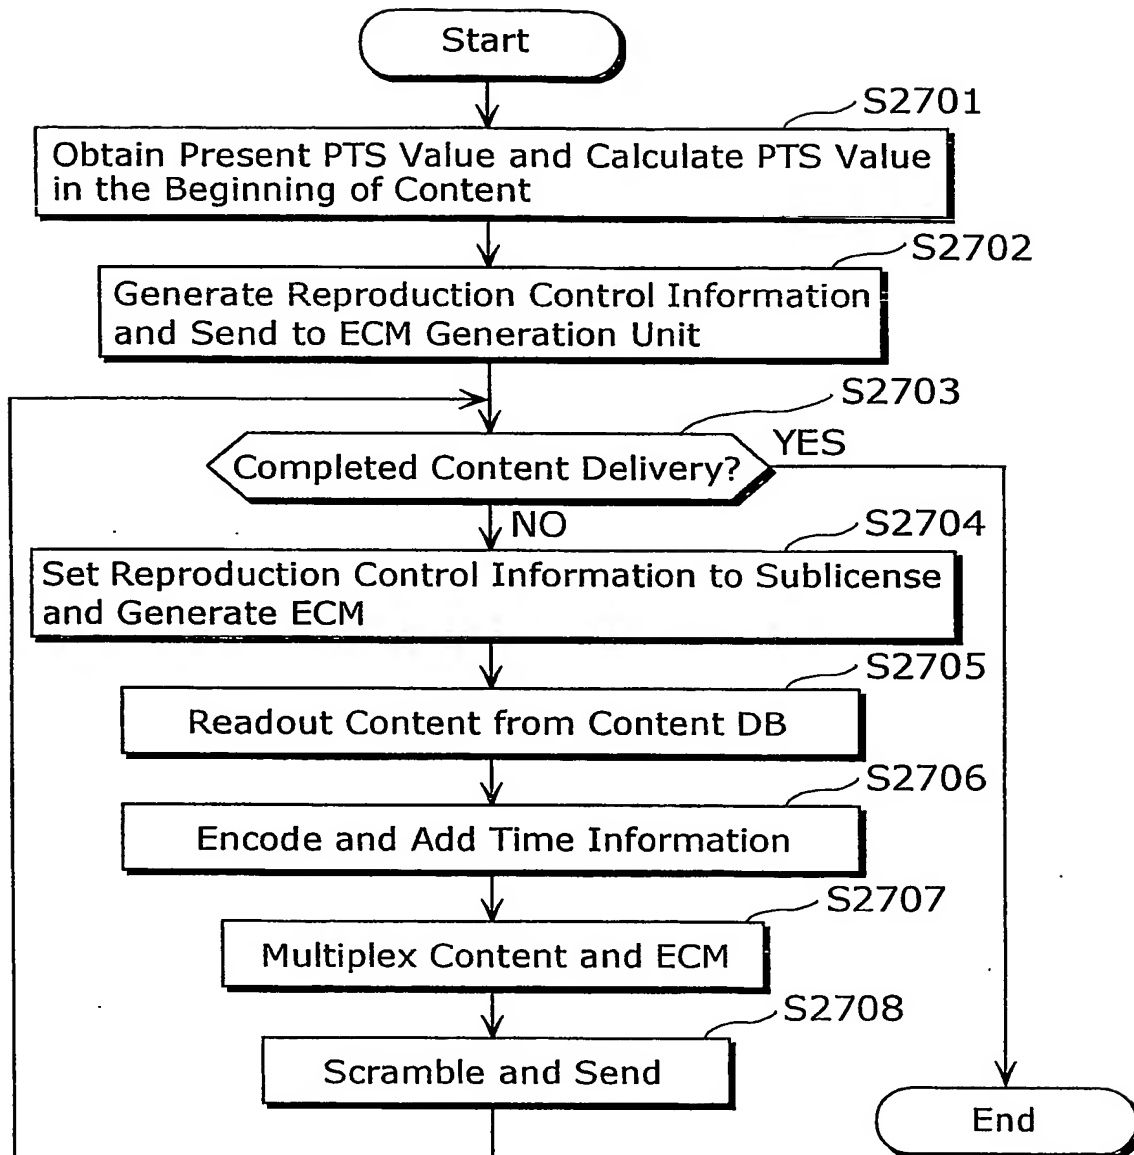 Start
S2701
Obtain Present PTS Value and Calculate PTS Value
in the Beginning of Content
S2702
Generate Reproduction Control Information
and Send to ECM Generation Unit
S2703
Completed Content Delivery?
YES
NO
S2704
Set Reproduction Control Information to Sublicense
and Generate ECM
S2705
Readout Content from Content DB
S2706
Encode and Add Time Information
S2707
Multiplex Content and ECM
S2708
Scramble and Send
End